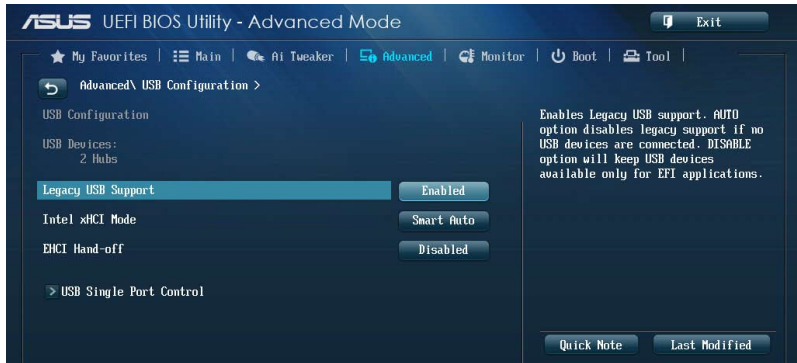 ASUS UEFI BIOS Utility - Advanced Mode
Exit
My Favorites | Main | Ai Tweaker | Advanced | Monitor | Boot | Tool |
Advanced\ USB Configuration >
USB Configuration
USB Devices:
2 Hubs
Legacy USB Support Enabled
Intel xHCI Mode Smart Auto
EHCI Hand-off Disabled
> USB Single Port Control
Enables Legacy USB support. AUTO
option disables legacy support if no
USB devices are connected. DISABLE
option will keep USB devices
available only for EFI applications.
Quick Note Last Modified